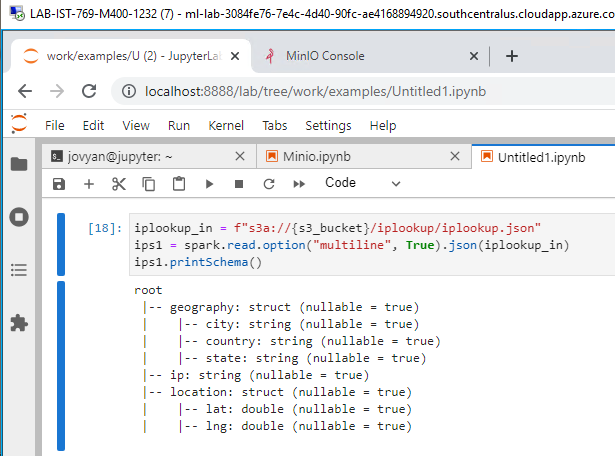 LAB-IST-769-M400-1232 (7) - ml-lab-3084fe76-7e4c-4d40-90fc-ae4168894920.southcentralus.cloudapp.azure.co
work/examples/U (2) - JupyterLa
MinIO Console
localhost:8888/lab/tree/work/examples/Untitled1.ipynb
File Edit View Run Kernel Tabs Settings Help
jovyan@jupyter: ~
Minio.ipynb
Untitled1.ipynb
Code
[18]: iplookup_in = f"s3a://{s3_bucket}/iplookup/iplookup.json"
ips1 = spark.read.option("multiline", True).json(iplookup_in)
ips1.printSchema()
root
|-- geography: struct (nullable = true)
| |-- city: string (nullable = true)
| |-- country: string (nullable = true)
| |-- state: string (nullable = true)
|-- ip: string (nullable = true)
|-- location: struct (nullable = true)
| |-- lat: double (nullable = true)
| |-- lng: double (nullable = true)